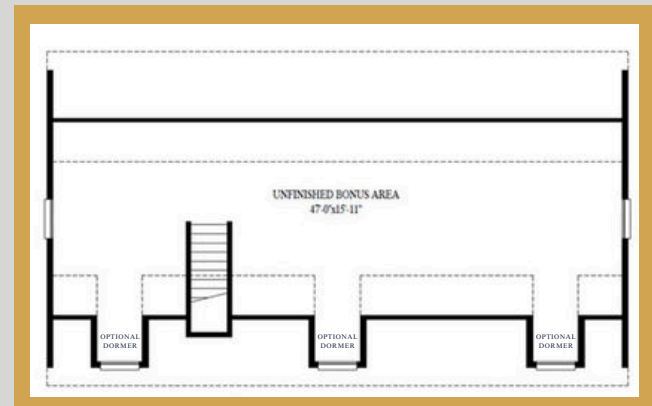 UNFINISHED BONUS AREA
47'-0"x15'-11"
OPTIONAL
DORMER
OPTIONAL
DORMER
OPTIONAL
DORMER